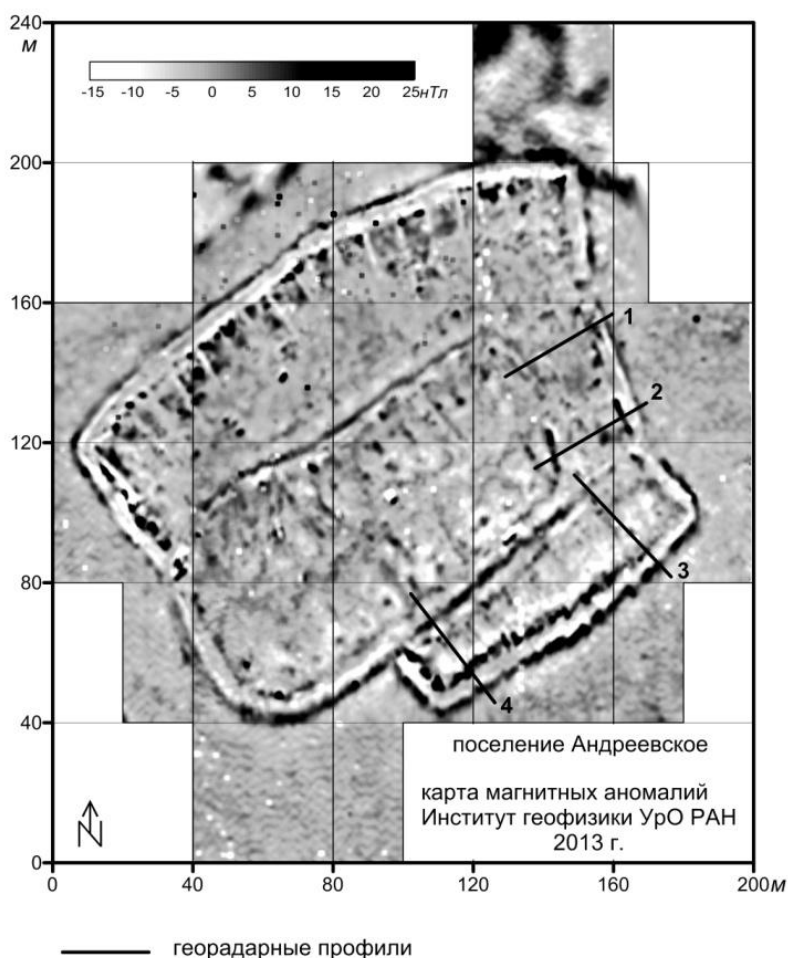 240
м
-15 -10 -5 0 5 10 15 20 25нТл
200
160
1
2
120
80
3
4
40
поселение Андреевское
карта магнитных аномалий
Институт геофизики УрО РАН
2013 г.
N
0
0 40 80 120 160 200м
георадарные профили